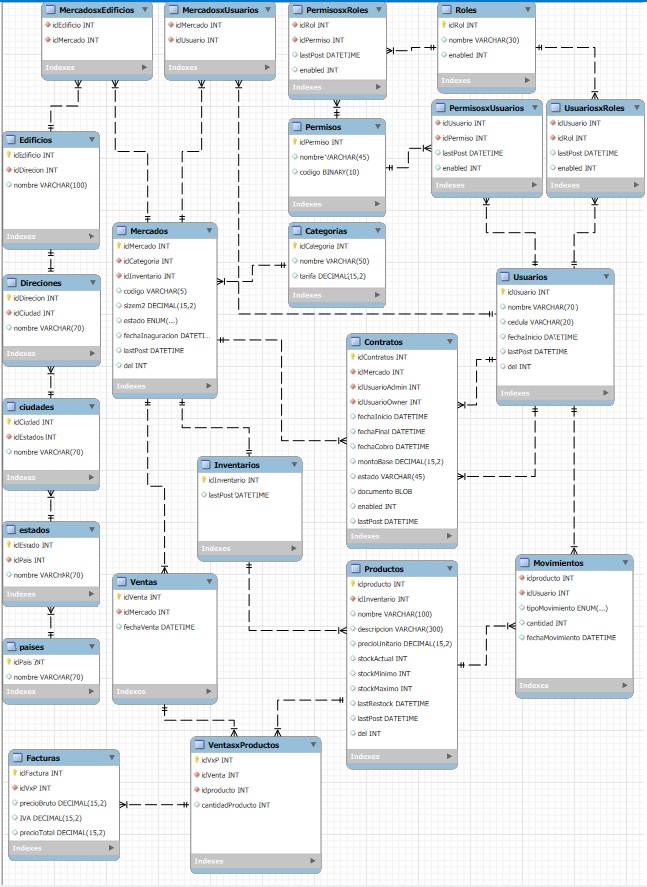 MercadosxEdificios
idEdificio INT
idMercado INT
Indexes
MercadosxUsuarios
idMercado INT
idUsuario INT
Indexes
PermisosxRoles
idRol INT
idPermiso INT
lastPost DATETIME
enabled INT
Indexes
Roles
idRol INT
nombre VARCHAR(30)
enabled INT
Indexes
Edificios
idEdificio INT
idDirecion INT
nombre VARCHAR(100)
Indexes
Permisos
idPermiso INT
nombre VARCHAR(45)
codigo BINARY(10)
Indexes
PermisosxUsuarios
idUsuario INT
idPermiso INT
lastPost DATETIME
enabled INT
Indexes
UsuariosxRoles
idUsuario INT
idRol INT
lastPost DATETIME
enabled INT
Indexes
Mercados
idMercado INT
idCategoria INT
idInventario INT
codigo VARCHAR(5)
sizem2 DECIMAL(15,2)
estado ENUM(...)
fechaInaguracion DATETI...
lastPost DATETIME
del INT
Indexes
Categorias
idCategoria INT
nombre VARCHAR(50)
tarifa DECIMAL(15,2)
Indexes
Direciones
idDirecion INT
idCiudad INT
nombre VARCHAR(70)
Indexes
Usuarios
idUsuario INT
nombre VARCHAR(70)
cedula VARCHAR(20)
fechaInicio DATETIME
lastPost DATETIME
del INT
Indexes
Contratos
idContratos INT
idMercado INT
idUsuarioAdmin INT
idUsuarioOwner INT
fechaInicio DATETIME
fechaFinal DATETIME
fechaCobro DATETIME
montoBase DECIMAL(15,2)
estado VARCHAR(45)
documento BLOB
enabled INT
lastPost DATETIME
Indexes
ciudades
idCiudad INT
idEstados INT
nombre VARCHAR(70)
Indexes
Inventarios
idInventario INT
lastPost DATETIME
Indexes
estados
idEstado INT
idPais INT
nombre VARCHAR(70)
Indexes
Ventas
idVenta INT
idMercado INT
fechaVenta DATETIME
Indexes
Productos
idproducto INT
idInventario INT
nombre VARCHAR(100)
descripcion VARCHAR(300)
precioUnitario DECIMAL(15,2)
stockActual INT
stockMinimo INT
stockMaximo INT
lastRestock DATETIME
lastPost DATETIME
del INT
Indexes
Movimientos
idproducto INT
idUsuario INT
tipoMovimiento ENUM(...)
cantidad INT
fechaMovimiento DATETIME
Indexes
paises
idPais INT
nombre VARCHAR(70)
Indexes
Facturas
idFactura INT
idVxP INT
precioBruto DECIMAL(15,2)
IVA DECIMAL(15,2)
precioTotal DECIMAL(15,2)
Indexes
VentasxProductos
idVxP INT
idVenta INT
idproducto INT
cantidadProducto INT
Indexes